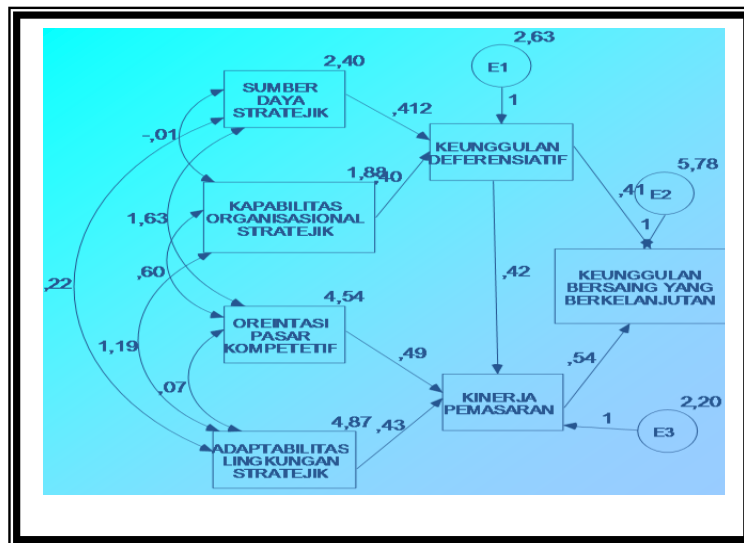 2,63
E1
2,40
SUMBER
DAYA
STRATEJIK
,412
1
-,01
KEUNGGULAN
DEFERENSIATIF
5,78
1,88
,40
,41
E2
KAPABILITAS
ORGANISASIONAL
STRATEJIK
1,63
1
,60
,42
KEUNGGULAN
BERSAING YANG
BERKELANJUTAN
,22
4,54
OREINTASI
PASAR
KOMPETETIF
1,19
,49
,54
,07
KINERJA
PEMASARAN
2,20
4,87
,43
1
E3
ADAPTABILITAS
LINGKUNGAN
STRATEJIK